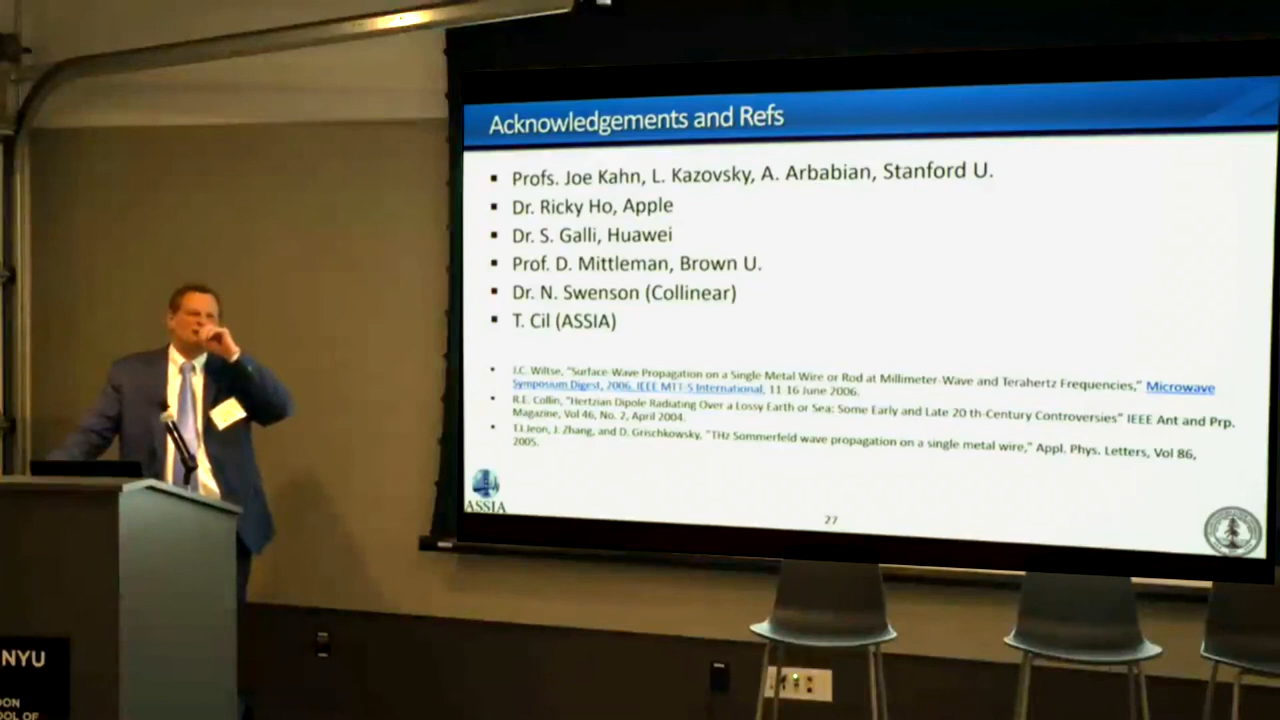 Acknowledgements and Refs
▪ Profs. Joe Kahn, L. Kazovsky, A. Arbabian, Stanford U.
▪ Dr. Ricky Ho, Apple
▪ Dr. S. Galli, Huawei
▪ Prof. D. Mittleman, Brown U.
▪ Dr. N. Swenson (Collinear)
▪ T. Cil (ASSIA)
• J.C. Wiltse, "Surface-Wave Propagation on a Single Metal Wire or Rod at Millimeter-Wave and Terahertz Frequencies," Microwave
Symposium Digest, 2006. IEEE MTT-S International, 11-16 June 2006.
• R.E. Collin, "Hertzian Dipole Radiating Over a Lossy Earth or Sea: Some Early and Late 20 th-Century Controversies" IEEE Ant and Prp.
Magazine, Vol 46, No. 2, April 2004.
• T.I.Jeon, J. Zhang, and D. Grischkowsky, "THz Sommerfeld wave propagation on a single metal wire," Appl. Phys. Letters, Vol 86,
2005.
ASSIA
27
NYU
DON
OOL OF